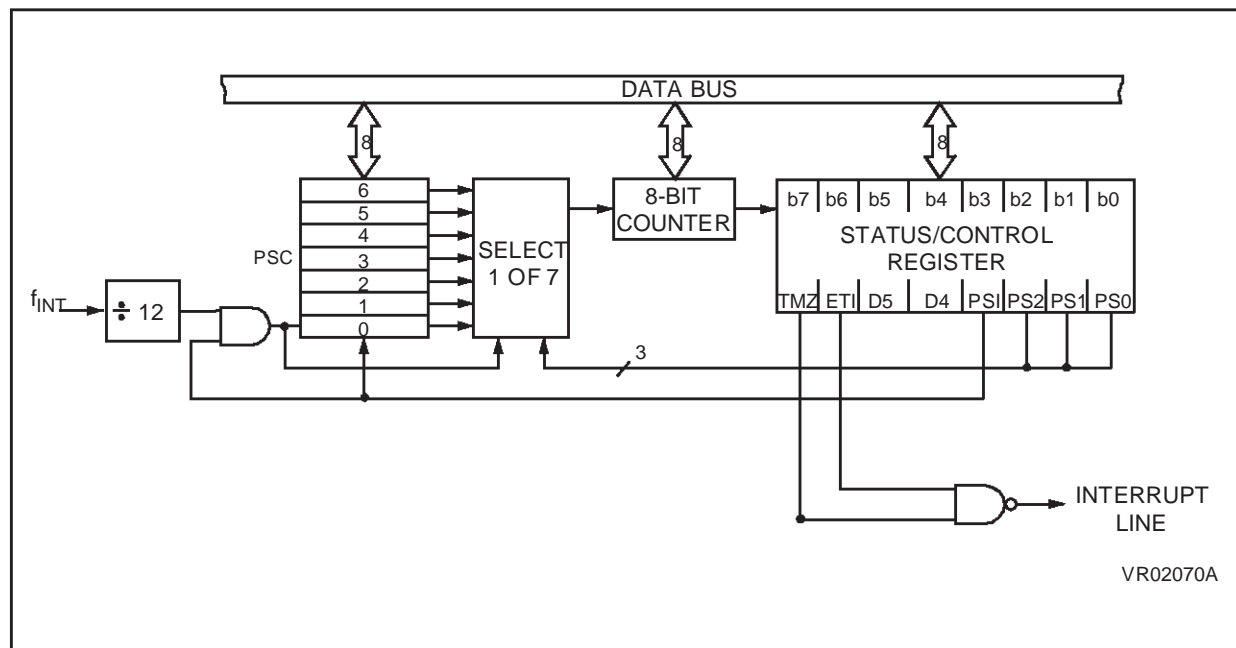 DATA BUS
8
8
8
6
5
4
3
2
1
0
PSC
SELECT
1 OF 7
8-BIT
COUNTER
b7 b6 b5 b4 b3 b2 b1 b0
STATUS/CONTROL
REGISTER
TMZ ETI D5 D4 PSI PS2 PS1 PS0
fINT
÷ 12
3
INTERRUPT
LINE
VR02070A